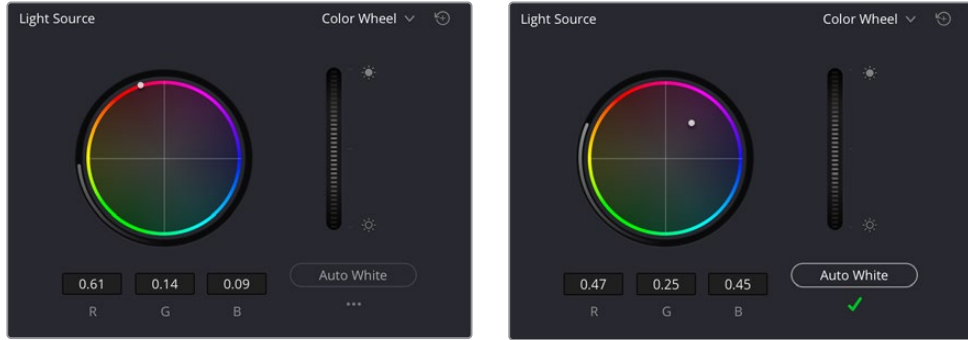 Light Source Color Wheel
0.61 0.14 0.09
R G B
Auto White
Light Source Color Wheel
0.47 0.25 0.45
R G B
Auto White